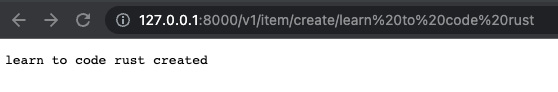 127.0.0.1:8000/v1/item/create/learn%20to%20code%20rust
learn to code rust created